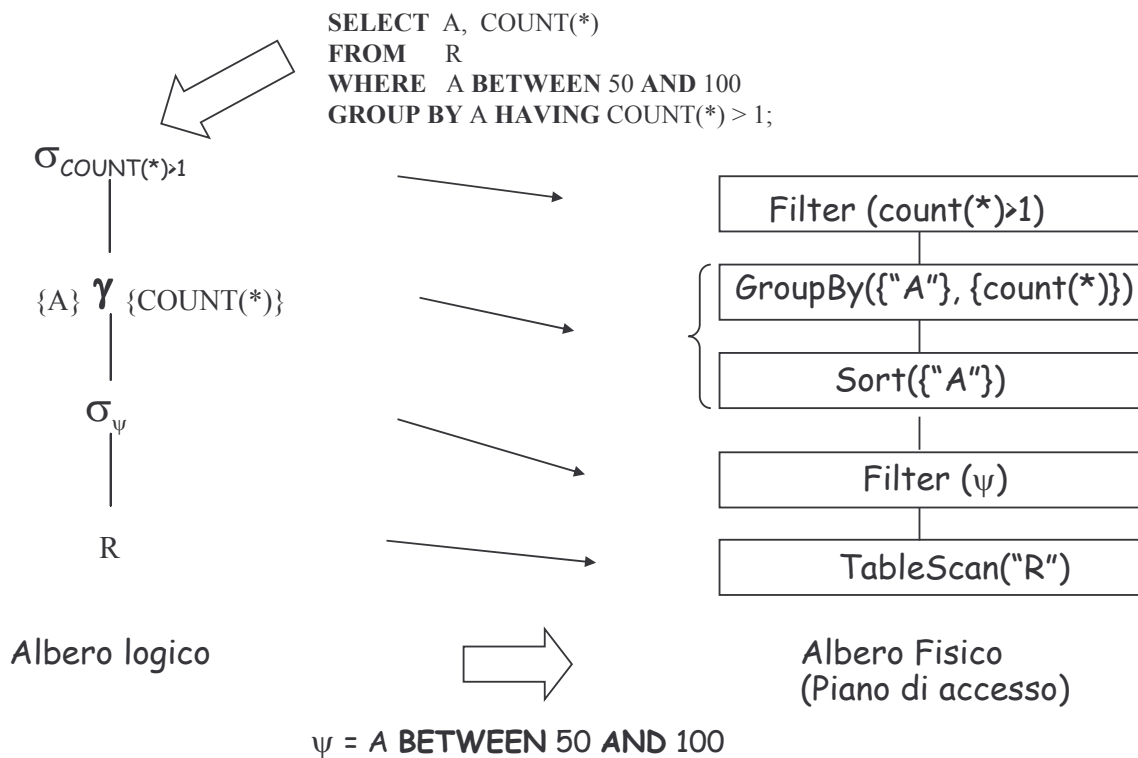 SELECT A, COUNT(*)
FROM R
WHERE A BETWEEN 50 AND 100
GROUP BY A HAVING COUNT(*) > 1;
σCOUNT(*)>1
Filter (count(*)>1)
{A} γ {COUNT(*)}
GroupBy({“A”}, {count(*)})
Sort({“A”})
σψ
Filter (ψ)
R
TableScan(“R”)
Albero logico
Albero Fisico
(Piano di accesso)
ψ = A BETWEEN 50 AND 100